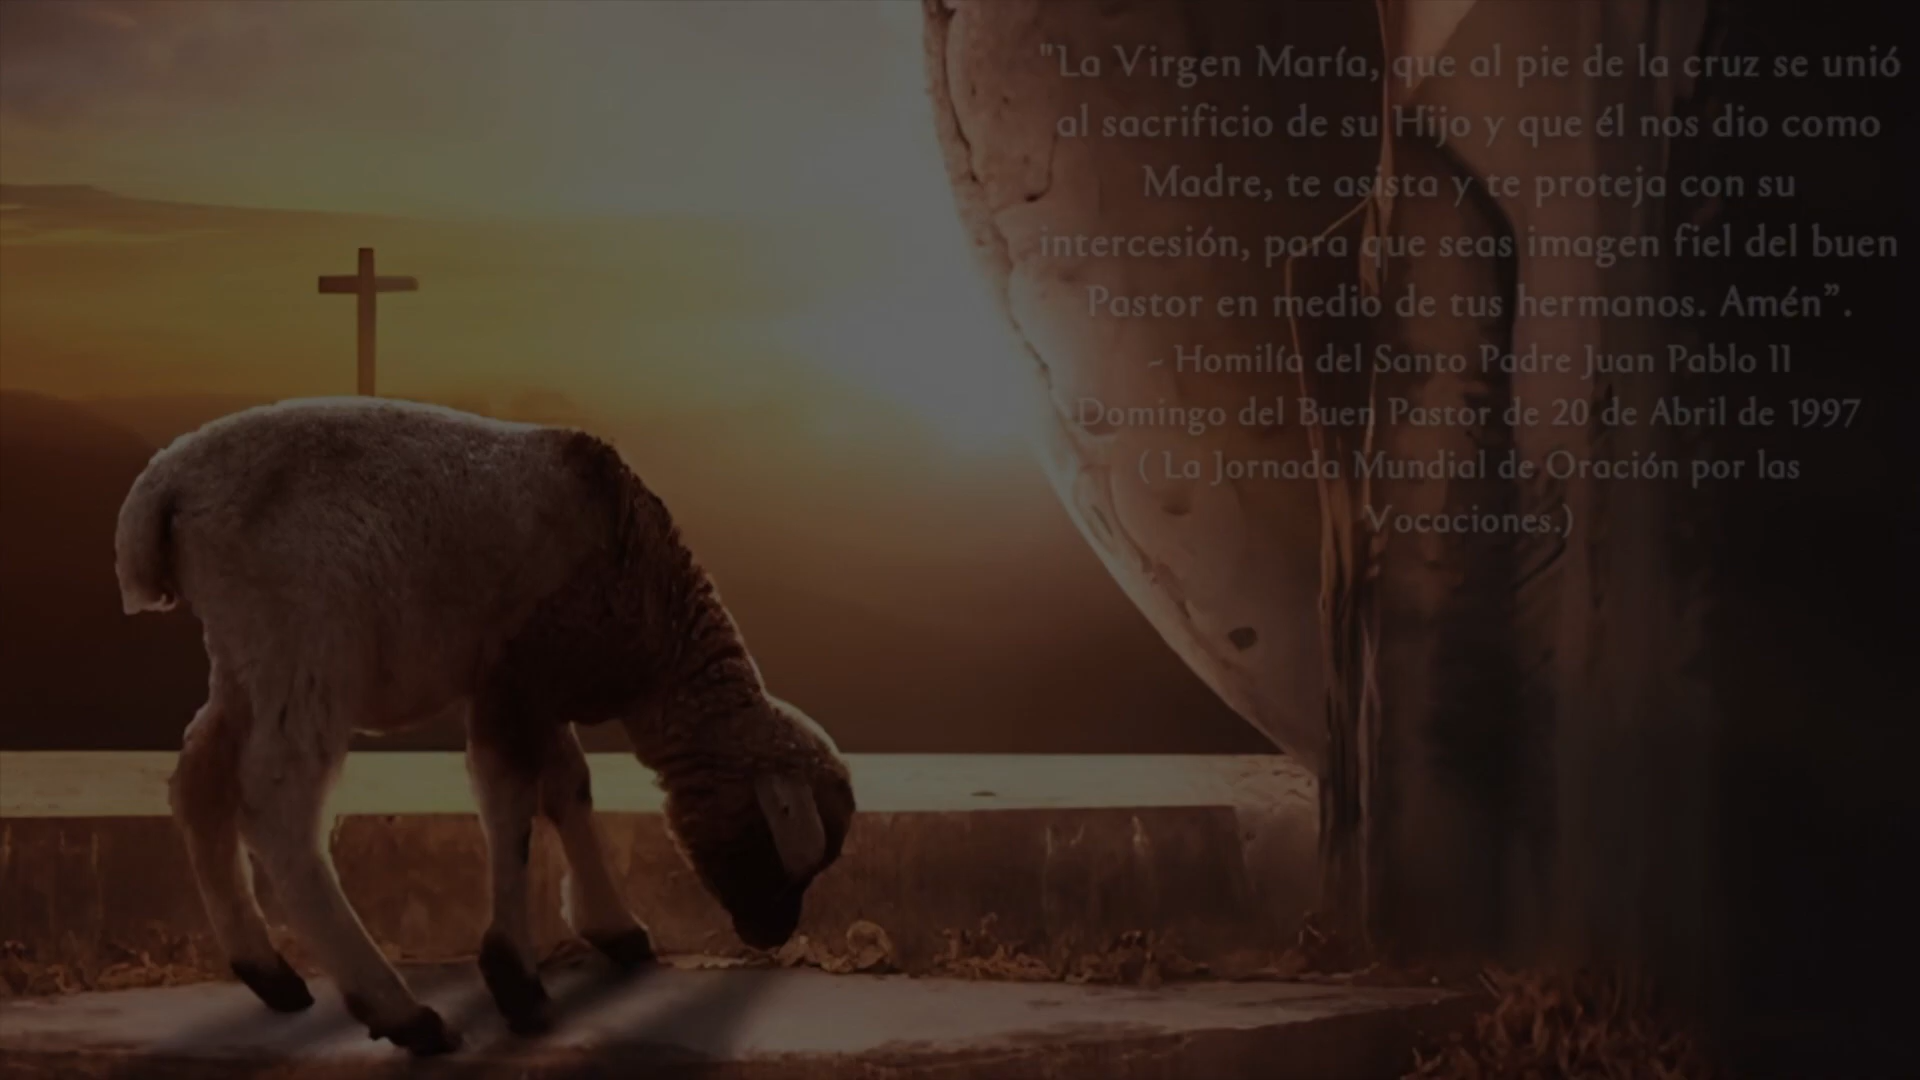 "La Virgen María, que al pie de la cruz se unió
al sacrificio de su Hijo y que él nos dio como
Madre, te asista y te proteja con su
intercesión, para que seas imagen fiel del buen
Pastor en medio de tus hermanos. Amén”.
~ Homilía del Santo Padre Juan Pablo II
Domingo del Buen Pastor de 20 de Abril de 1997
( La Jornada Mundial de Oración por las
Vocaciones.)